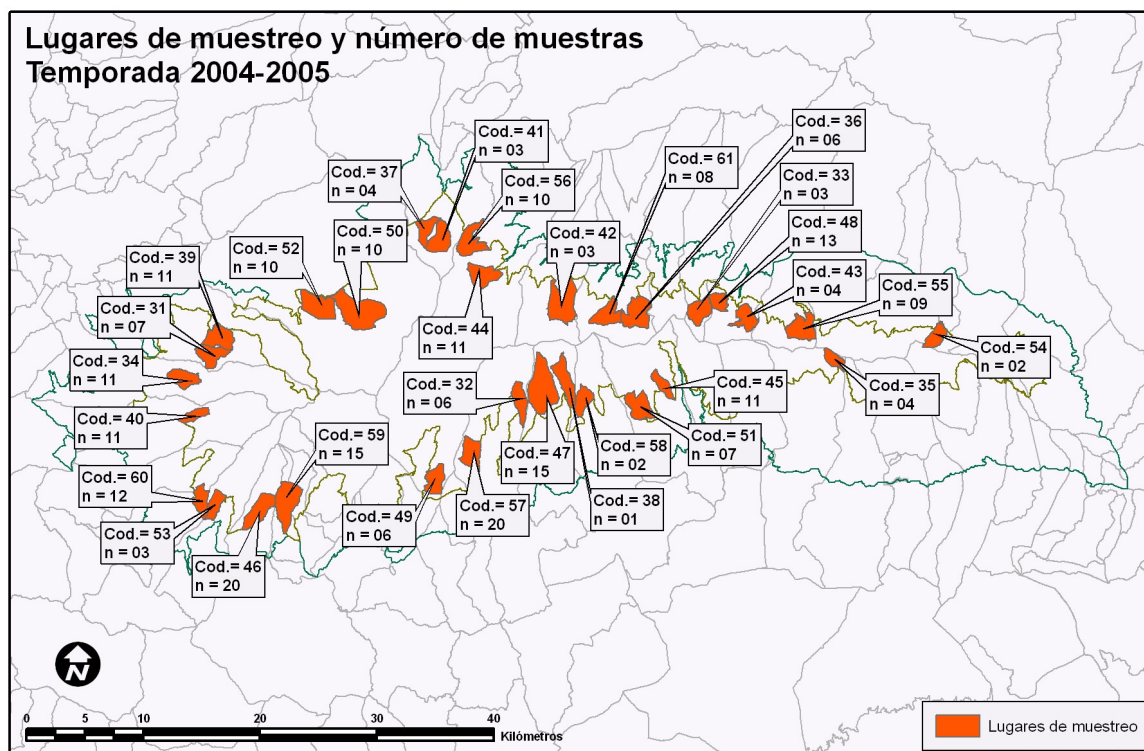 Lugares de muestreo y número de muestras
Temporada 2004-2005
Cod.= 41
n = 03
Cod.= 36
n = 06
Cod.= 37
n = 04
Cod.= 56
n = 10
Cod.= 61
n = 08
Cod.= 33
n = 03
Cod.= 48
n = 13
Cod.= 50
n = 10
Cod.= 42
n = 03
Cod.= 52
n = 10
Cod.= 39
n = 11
Cod.= 43
n = 04
Cod.= 55
n = 09
Cod.= 31
n = 07
Cod.= 44
n = 11
Cod.= 54
n = 02
Cod.= 34
n = 11
Cod.= 32
n = 06
Cod.= 45
n = 11
Cod.= 35
n = 04
Cod.= 40
n = 11
Cod.= 59
n = 15
Cod.= 47
n = 15
Cod.= 58
n = 02
Cod.= 51
n = 07
Cod.= 60
n = 12
Cod.= 49
n = 06
Cod.= 57
n = 20
Cod.= 38
n = 01
Cod.= 53
n = 03
Cod.= 46
n = 20
N
0 5 10 20 30 40
Kilómetros
Lugares de muestreo